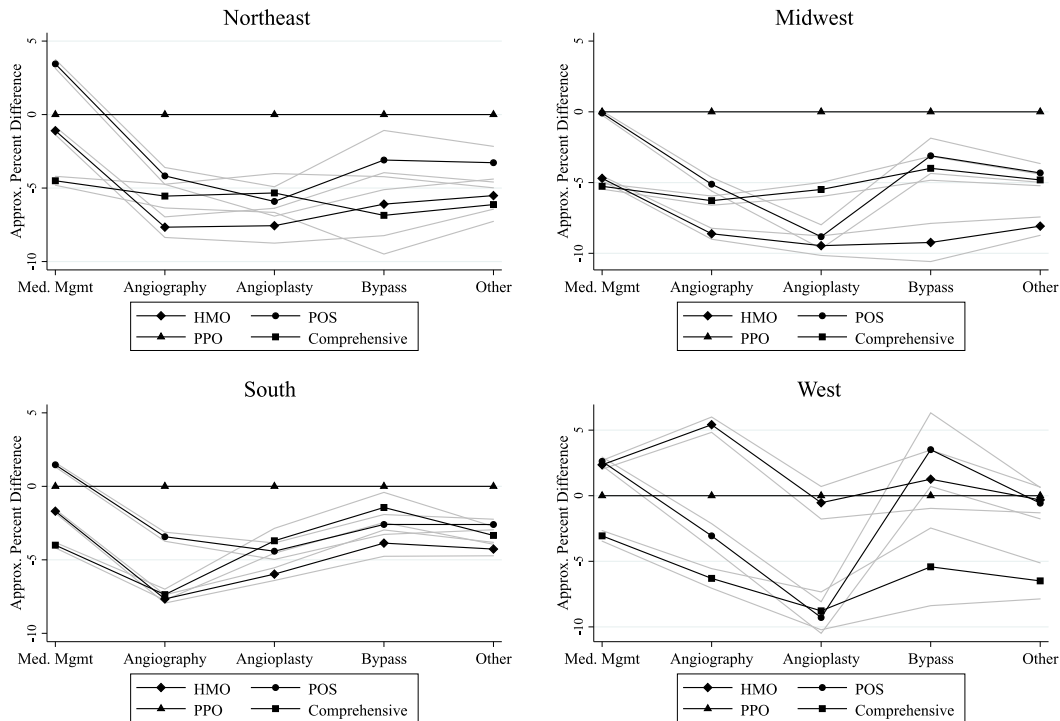 Northeast
Approx. Percent Difference
5
0
-5
-10
Med. Mgmt Angiography Angioplasty Bypass Other
HMO POS
PPO Comprehensive
Midwest
Approx. Percent Difference
5
0
-5
-10
Med. Mgmt Angiography Angioplasty Bypass Other
HMO POS
PPO Comprehensive
South
Approx. Percent Difference
5
0
-5
-10
Med. Mgmt Angiography Angioplasty Bypass Other
HMO POS
PPO Comprehensive
West
Approx. Percent Difference
5
0
-5
-10
Med. Mgmt Angiography Angioplasty Bypass Other
HMO POS
PPO Comprehensive